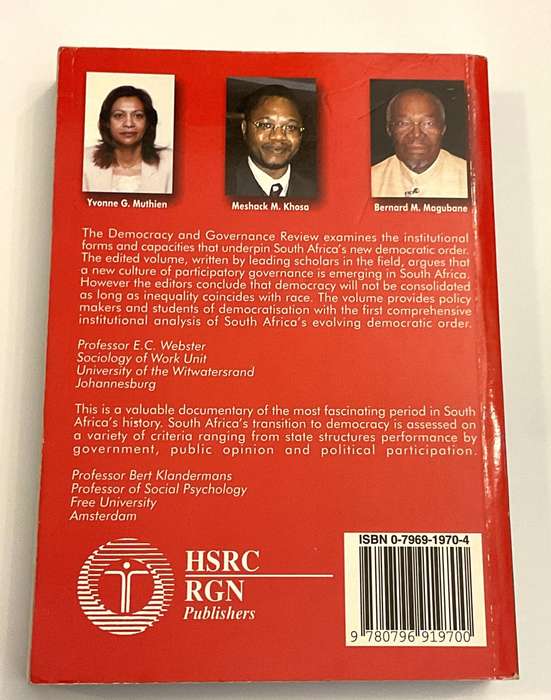 Yvonne G. Muthien
Meshack M. Khosa
Bernard M. Magubane
The Democracy and Governance Review examines the institutional
forms and capacities that underpin South Africa's new democratic order.
The edited volume, written by leading scholars in the field, argues that
a new culture of participatory governance is emerging in South Africa.
However the editors conclude that democracy will not be consolidated
as long as inequality coincides with race. The volume provides policy
makers and students of democratisation with the first comprehensive
institutional analysis of South Africa's evolving democratic order.
Professor E.C. Webster
Sociology of Work Unit
University of the Witwatersrand
Johannesburg
This is a valuable documentary of the most fascinating period in South
Africa's history. South Africa's transition to democracy is assessed on
a variety of criteria ranging from state structures performance by
government, public opinion and political participation.
Professor Bert Klandermans
Professor of Social Psychology
Free University
Amsterdam
HSRC
RGN
Publishers
ISBN 0-7969-1970-4
9 780796 919700